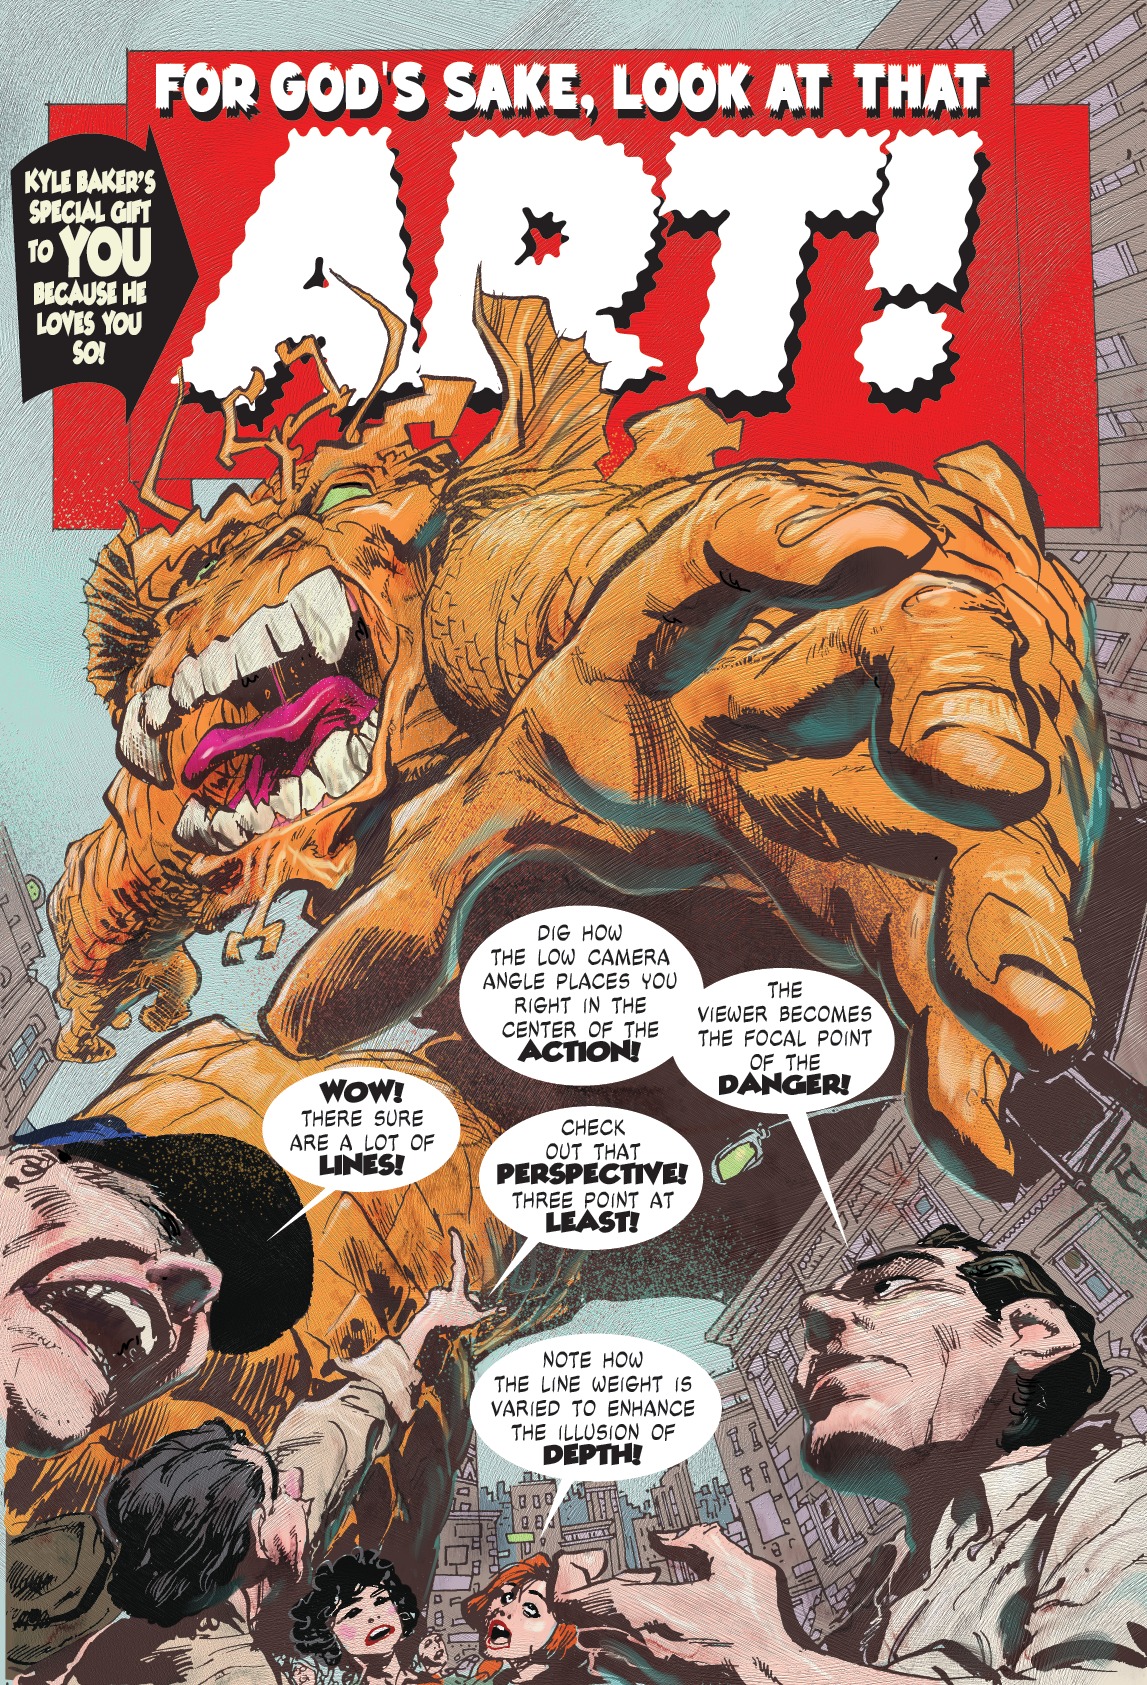 FOR GOD'S SAKE, LOOK AT THAT
ART!
KYLE BAKER'S
SPECIAL GIFT
TO YOU
BECAUSE HE
LOVES YOU
SO!
DIG HOW
THE LOW CAMERA
ANGLE PLACES YOU
RIGHT IN THE
CENTER OF THE
ACTION!
THE
VIEWER BECOMES
THE FOCAL POINT
OF THE
DANGER!
WOW!
THERE SURE
ARE A LOT OF
LINES!
CHECK
OUT THAT
PERSPECTIVE!
THREE POINT AT
LEAST!
NOTE HOW
THE LINE WEIGHT IS
VARIED TO ENHANCE
THE ILLUSION OF
DEPTH!